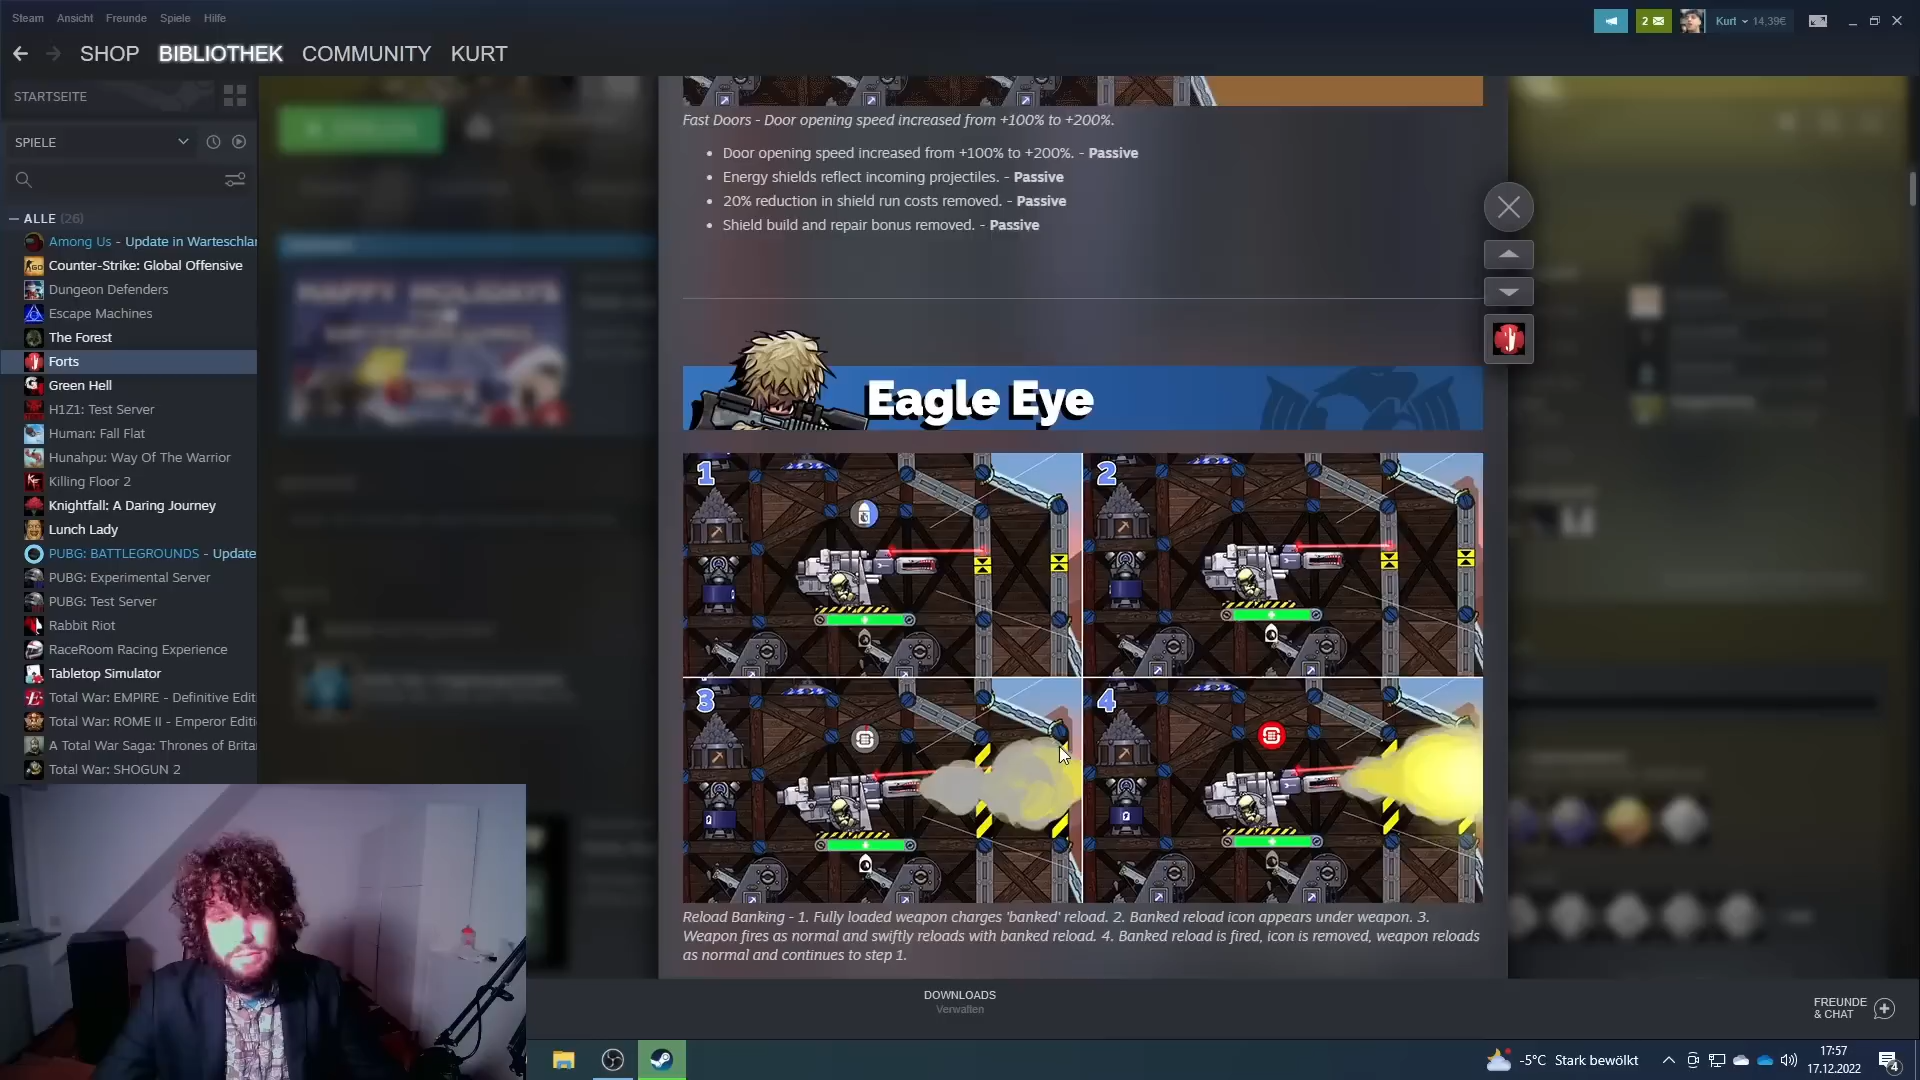 Steam Ansicht Freunde Spiele Hilfe
2
Kurt 14,39€
SHOP BIBLIOTHEK COMMUNITY KURT
STARTSEITE
SPIELE
— ALLE (26)
Among Us - Update in Warteschlan
Counter-Strike: Global Offensive
Dungeon Defenders
Escape Machines
The Forest
Forts
Green Hell
H1Z1: Test Server
Human: Fall Flat
Hunahpu: Way Of The Warrior
Killing Floor 2
Knightfall: A Daring Journey
Lunch Lady
PUBG: BATTLEGROUNDS - Update
PUBG: Experimental Server
PUBG: Test Server
Rabbit Riot
RaceRoom Racing Experience
Tabletop Simulator
Total War: EMPIRE - Definitive Editi
Total War: ROME II - Emperor Editi
A Total War Saga: Thrones of Brita
Total War: SHOGUN 2
HAPPY HOLIDAYS
Fast Doors - Door opening speed increased from +100% to +200%.
• Door opening speed increased from +100% to +200%. - Passive
• Energy shields reflect incoming projectiles. - Passive
• 20% reduction in shield run costs removed. - Passive
• Shield build and repair bonus removed. - Passive
Eagle Eye
1
2
3
4
Reload Banking - 1. Fully loaded weapon charges 'banked' reload. 2. Banked reload icon appears under weapon. 3.
Weapon fires as normal and swiftly reloads with banked reload. 4. Banked reload is fired, icon is removed, weapon reloads
as normal and continues to step 1.
DOWNLOADS
Verwalten
FREUNDE
& CHAT
-5°C Stark bewölkt
17:57
17.12.2022
4